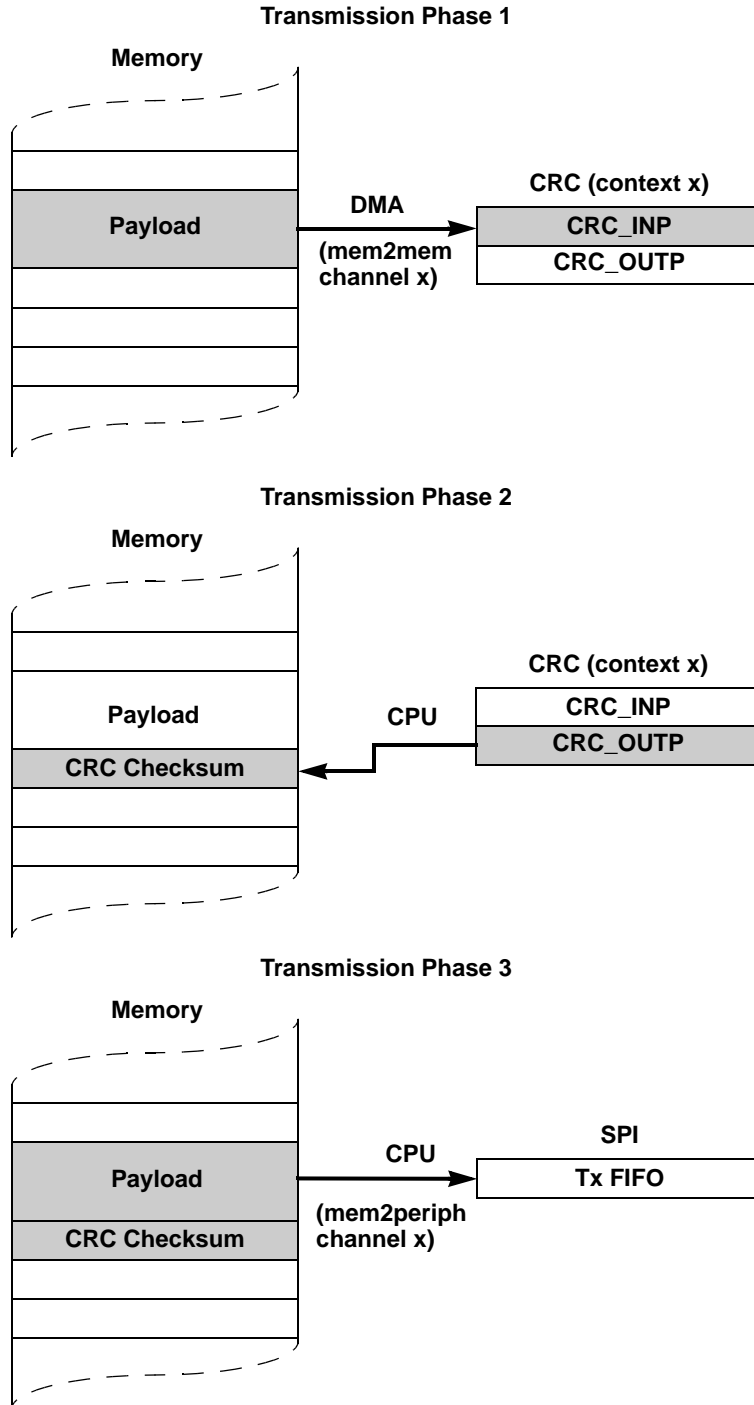 Transmission Phase 1
Memory
CRC (context x)
Payload
DMA
CRC_INP
(mem2mem
channel x)
CRC_OUTP
Transmission Phase 2
Memory
CRC (context x)
Payload
CPU
CRC_INP
CRC_OUTP
CRC Checksum
Transmission Phase 3
Memory
SPI
Payload
CPU
Tx FIFO
(mem2periph
channel x)
CRC Checksum